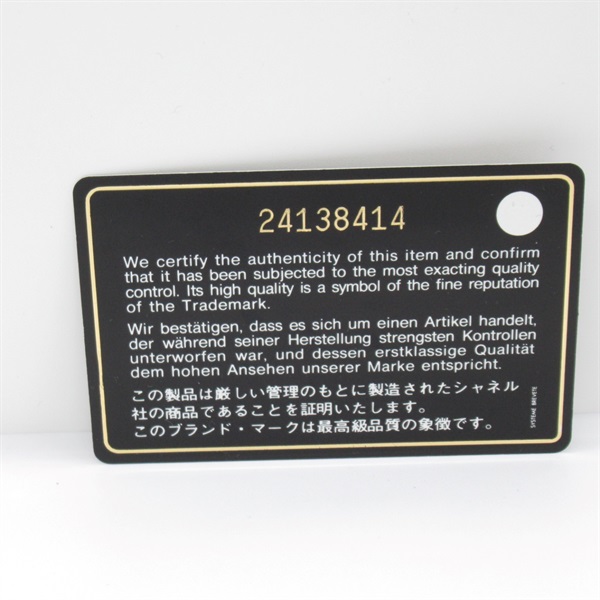 24138414
We certify the authenticity of this item and confirm
that it has been subjected to the most exacting quality
control. Its high quality is a symbol of the fine reputation
of the Trademark.
Wir bestätigen, dass es sich um einen Artikel handelt,
der während seiner Herstellung strengsten Kontrollen
unterworfen war, und dessen erstklassige Qualität
dem hohen Ansehen unserer Marke entspricht.
この製品は厳しい管理のもとに製造されたシャネル
社の商品であることを証明いたします。
このブランド・マークは最高級品質の象徴です。
SYSTEME BREVETE